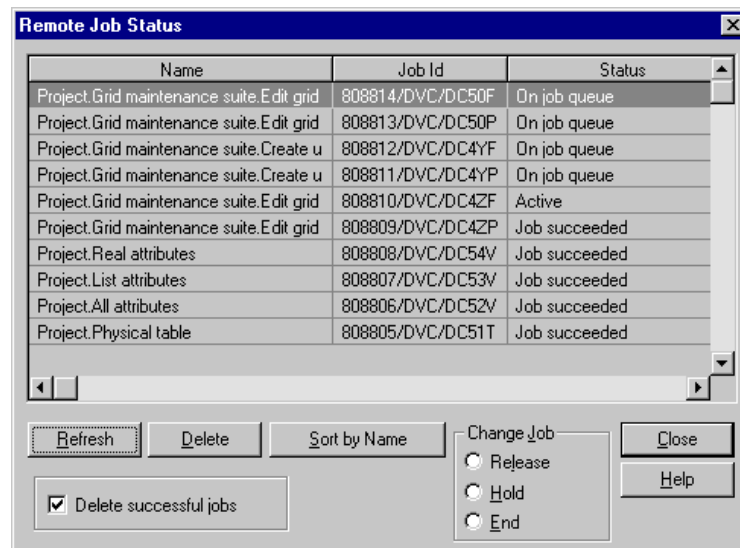 Remote Job Status
Name Job Id Status
Project.Grid maintenance suite.Edit grid 808814/DVC/DC50F On job queue
Project.Grid maintenance suite.Edit grid 808813/DVC/DC50P On job queue
Project.Grid maintenance suite.Create u 808812/DVC/DC4YF On job queue
Project.Grid maintenance suite.Create u 808811/DVC/DC4YP On job queue
Project.Grid maintenance suite.Edit grid 808810/DVC/DC4ZF Active
Project.Grid maintenance suite.Edit grid 808809/DVC/DC4ZP Job succeeded
Project.Real attributes 808808/DVC/DC54V Job succeeded
Project.List attributes 808807/DVC/DC53V Job succeeded
Project.All attributes 808806/DVC/DC52V Job succeeded
Project.Physical table 808805/DVC/DC51T Job succeeded
Refresh Delete Sort by Name Change Job Close
Release
Help
Hold
Delete successful jobs
End